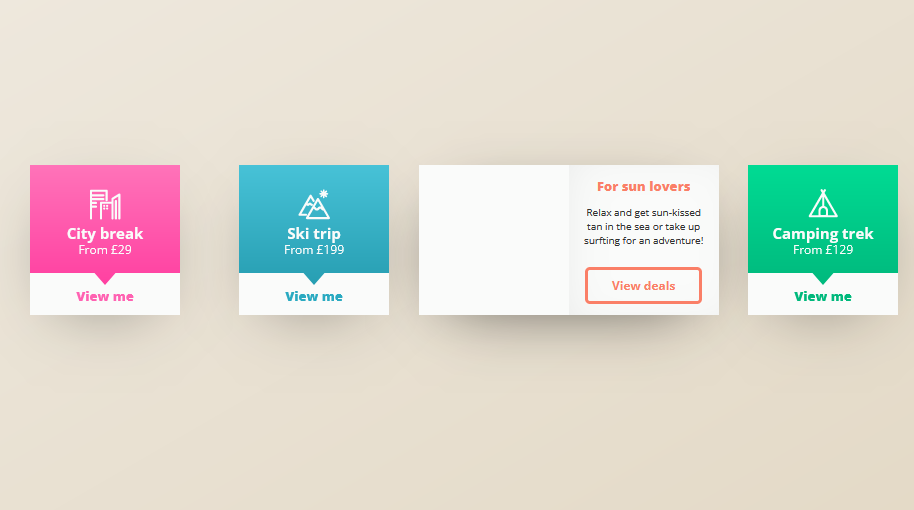 City break
From £29
View me
Ski trip
From £199
View me
For sun lovers
Relax and get sun-kissed
tan in the sea or take up
surfting for an adventure!
View deals
Camping trek
From £129
View me